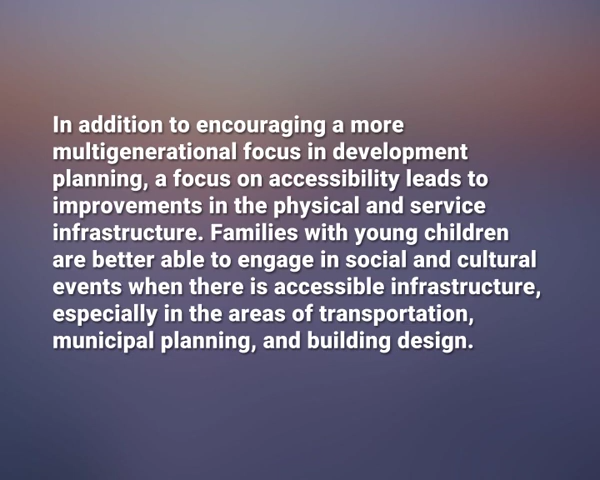 In addition to encouraging a more
multigenerational focus in development
planning, a focus on accessibility leads to
improvements in the physical and service
infrastructure. Families with young children
are better able to engage in social and cultural
events when there is accessible infrastructure,
especially in the areas of transportation,
municipal planning, and building design.